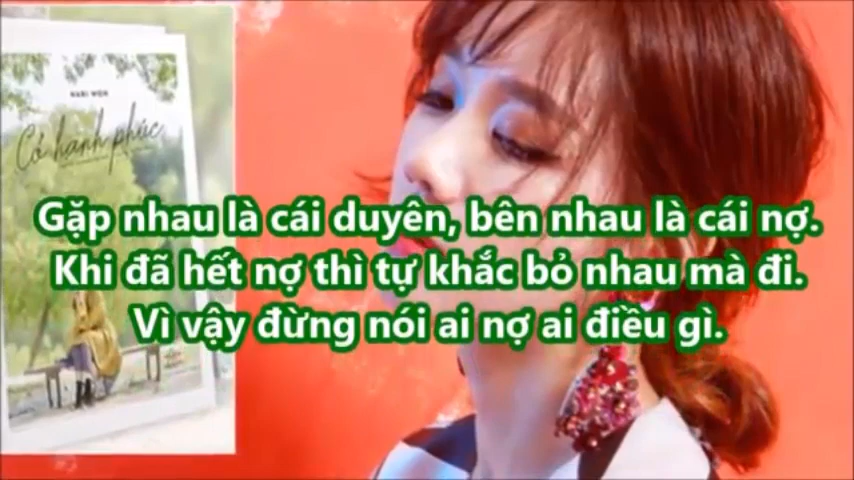 HARI WON
Có hạnh phúc
Gặp nhau là cái duyên, bên nhau là cái nợ.
Khi đã hết nợ thì tự khắc bỏ nhau mà đi.
Vì vậy đừng nói ai nợ ai điều gì.